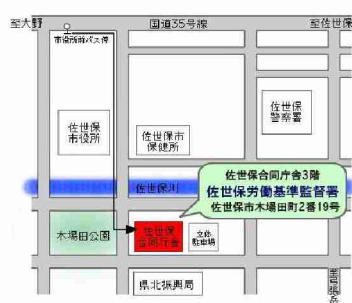 至大野
国道35号線
至佐世保
市役所前バス停
佐世保
市役所
佐世保市
保健所
佐世保
警察署
佐世保合同庁舎3階
佐世保労働基準監督署
佐世保市木場田町2番19号
佐世保川
木場田公園
佐世保
合同庁舎
立体
駐車場
県北振興局